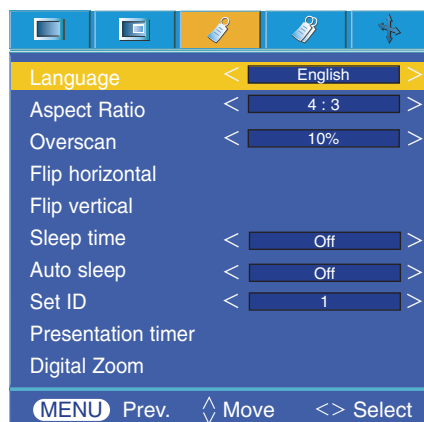 Language < English >
Aspect Ratio < 4 : 3 >
Overscan < 10% >
Flip horizontal
Flip vertical
Sleep time < Off >
Auto sleep < Off >
Set ID < 1 >
Presentation timer
Digital Zoom
MENU Prev. Move <> Select